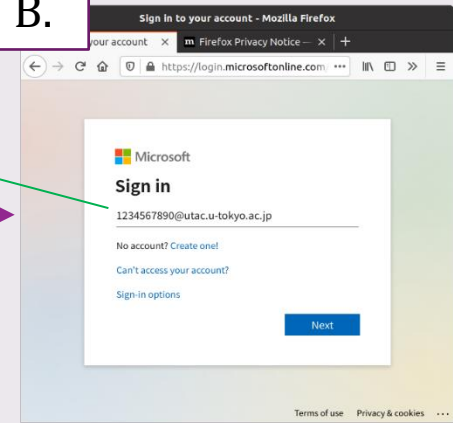 B.
Sign in to your account - Mozilla Firefox
your account × m Firefox Privacy Notice — × +
https://login.microsoftonline.com ...
Microsoft
Sign in
1234567890@utac.u-tokyo.ac.jp
No account? Create one!
Can't access your account?
Sign-in options
Next
Terms of use Privacy & cookies ...